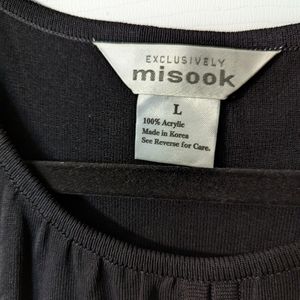 EXCLUSIVELY
misook
L
100% Acrylic
Made in Korea
See Reverse for Care.